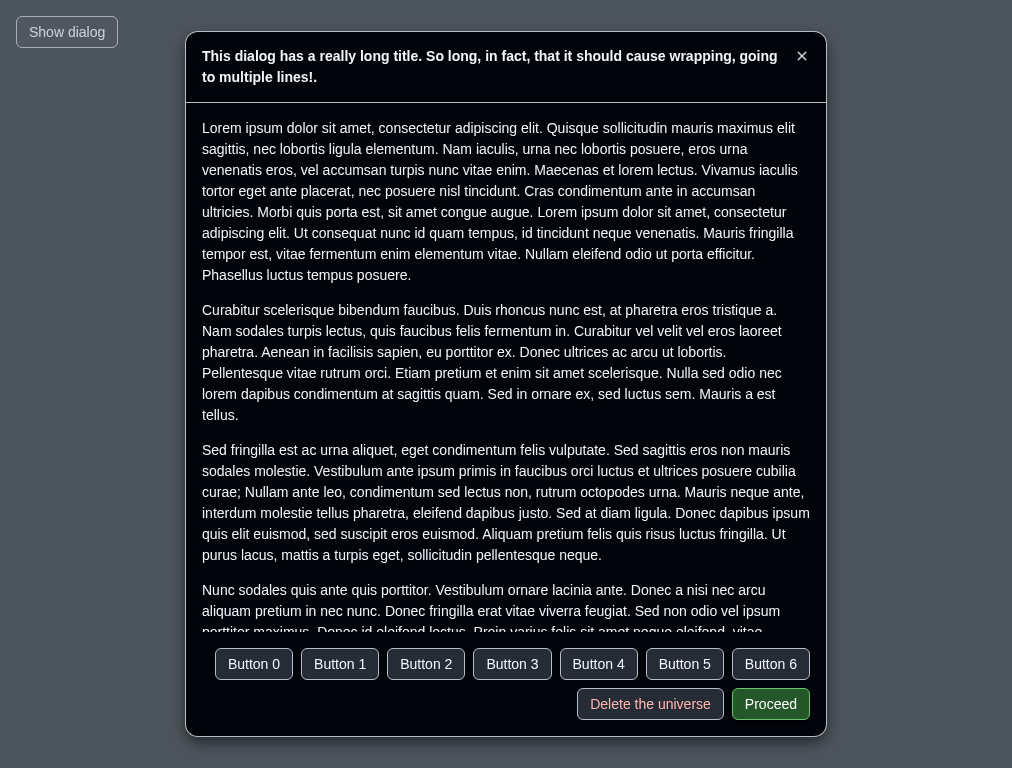 Show dialog
This dialog has a really long title. So long, in fact, that it should cause wrapping, going
to multiple lines!.
Lorem ipsum dolor sit amet, consectetur adipiscing elit. Quisque sollicitudin mauris maximus elit
sagittis, nec lobortis ligula elementum. Nam iaculis, urna nec lobortis posuere, eros urna
venenatis eros, vel accumsan turpis nunc vitae enim. Maecenas et lorem lectus. Vivamus iaculis
tortor eget ante placerat, nec posuere nisl tincidunt. Cras condimentum ante in accumsan
ultricies. Morbi quis porta est, sit amet congue augue. Lorem ipsum dolor sit amet, consectetur
adipiscing elit. Ut consequat nunc id quam tempus, id tincidunt neque venenatis. Mauris fringilla
tempor est, vitae fermentum enim elementum vitae. Nullam eleifend odio ut porta efficitur.
Phasellus luctus tempus posuere.
Curabitur scelerisque bibendum faucibus. Duis rhoncus nunc est, at pharetra eros tristique a.
Nam sodales turpis lectus, quis faucibus felis fermentum in. Curabitur vel velit vel eros laoreet
pharetra. Aenean in facilisis sapien, eu porttitor ex. Donec ultrices ac arcu ut lobortis.
Pellentesque vitae rutrum orci. Etiam pretium et enim sit amet scelerisque. Nulla sed odio nec
lorem dapibus condimentum at sagittis quam. Sed in ornare ex, sed luctus sem. Mauris a est
tellus.
Sed fringilla est ac urna aliquet, eget condimentum felis vulputate. Sed sagittis eros non mauris
sodales molestie. Vestibulum ante ipsum primis in faucibus orci luctus et ultrices posuere cubilia
curae; Nullam ante leo, condimentum sed lectus non, rutrum octopodes urna. Mauris neque ante,
interdum molestie tellus pharetra, eleifend dapibus justo. Sed at diam ligula. Donec dapibus ipsum
quis elit euismod, sed suscipit eros euismod. Aliquam pretium felis quis risus luctus fringilla. Ut
purus lacus, mattis a turpis eget, sollicitudin pellentesque neque.
Nunc sodales quis ante quis porttitor. Vestibulum ornare lacinia ante. Donec a nisi nec arcu
aliquam pretium in nec nunc. Donec fringilla erat vitae viverra feugiat. Sed non odio vel ipsum
porttitor maximus. Donec id eleifend lectus. Proin varius felis sit amet neque eleifend, vitae
Button 0 Button 1 Button 2 Button 3 Button 4 Button 5 Button 6
Delete the universe Proceed